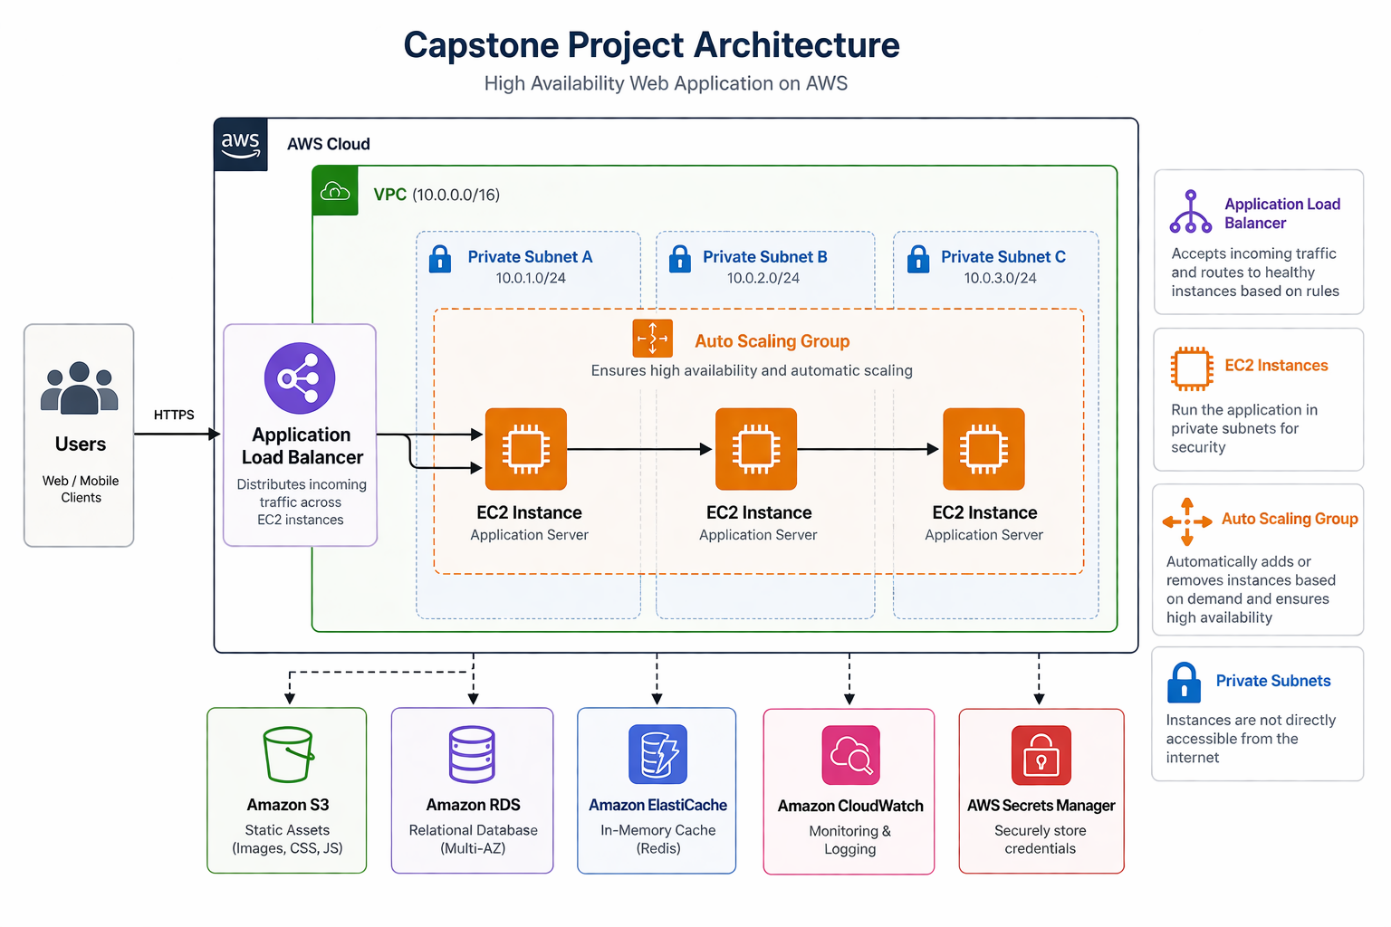 Capstone Project Architecture
High Availability Web Application on AWS
aws
AWS Cloud
VPC (10.0.0.0/16)
Private Subnet A
10.0.1.0/24
Private Subnet B
10.0.2.0/24
Private Subnet C
10.0.3.0/24
Auto Scaling Group
Ensures high availability and automatic scaling
Users
Web / Mobile
Clients
HTTPS
Application
Load Balancer
Distributes incoming
traffic across
EC2 instances
EC2 Instance
Application Server
EC2 Instance
Application Server
EC2 Instance
Application Server
Amazon S3
Static Assets
(Images, CSS, JS)
Amazon RDS
Relational Database
(Multi-AZ)
Amazon ElastiCache
In-Memory Cache
(Redis)
Amazon CloudWatch
Monitoring &
Logging
AWS Secrets Manager
Securely store
credentials
Application Load
Balancer
Accepts incoming traffic
and routes to healthy
instances based on rules
EC2 Instances
Run the application in
private subnets for
security
Auto Scaling Group
Automatically adds or
removes instances based
on demand and ensures
high availability
Private Subnets
Instances are not directly
accessible from the
internet